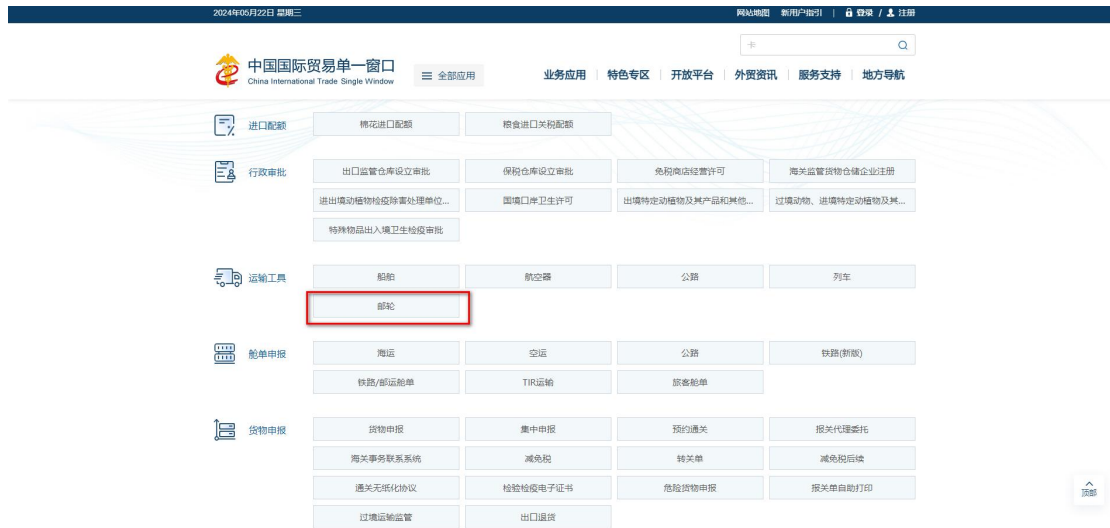 2024年05月22日 星期三 网站地图 新用户指引 | 登录 / 注册
卡
中国国际贸易单一窗口
China International Trade Single Window
全部应用
业务应用 特色专区 开放平台 外贸资讯 服务支持 地方导航
进口配额 棉花进口配额 粮食进口关税配额
行政审批 出口监管仓库设立审批 保税仓库设立审批 免税商店经营许可 海关监管货物仓储企业注册
进出境动植物检疫除害处理单位... 国境口岸卫生许可 出境特定动植物及其产品和其他... 过境动物、进境特定动植物及其...
特殊物品出入境卫生检疫审批
运输工具 船舶 航空器 公路 列车
邮轮
舱单申报 海运 空运 公路 铁路(新版)
铁路/邮运舱单 TIR运输 旅客舱单
货物申报 货物申报 集中申报 预约通关 报关代理委托
海关事务联系系统 减免税 转关单 减免税后续
通关无纸化协议 检验检疫电子证书 危险货物申报 报关单自助打印
过境运输监管 出口退货
顶部